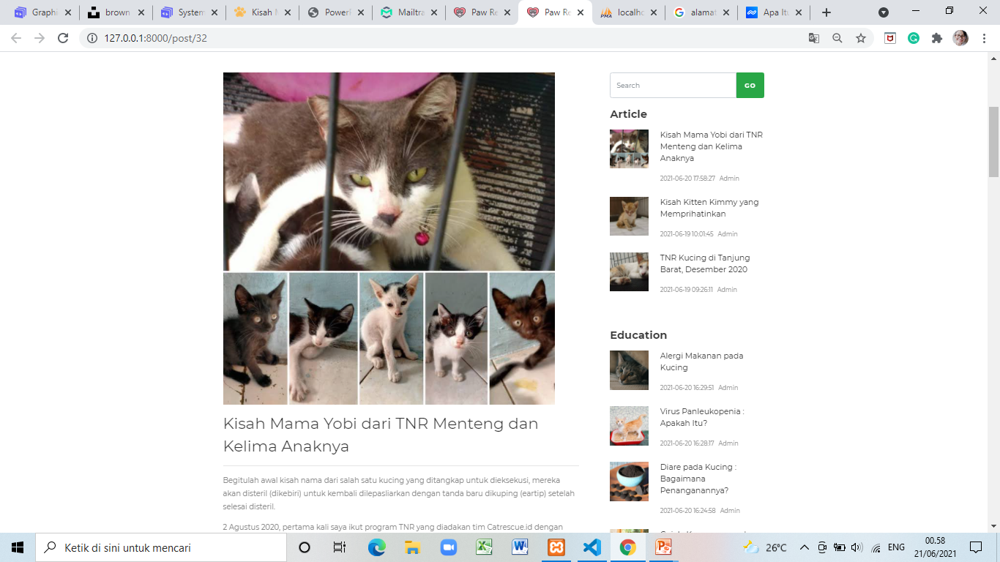 Graphi
brown
System
Kisah M
PowerP
Mailtra
Paw Re
Paw Re
localho
alamat
Apa Itu
127.0.0.1:8000/post/32
Search
GO
Article
Kisah Mama Yobi dari TNR
Menteng dan Kelima
Anaknya
2021-06-20 17:58:27 Admin
Kisah Kitten Kimmy yang
Memprihatinkan
2021-06-19 10:01:45 Admin
TNR Kucing di Tanjung
Barat, Desember 2020
2021-06-19 09:26:11 Admin
Education
Alergi Makanan pada
Kucing
2021-06-20 16:29:51 Admin
Virus Panleukopenia :
Apakah Itu?
2021-06-20 16:28:17 Admin
Diare pada Kucing :
Bagaimana
Penanganannya?
2021-06-20 16:24:58 Admin
Kisah Mama Yobi dari TNR Menteng dan
Kelima Anaknya
Begitulah awal kisah nama dari salah satu kucing yang ditangkap untuk dieksekusi, mereka
akan disteril (dikebiri) untuk kembali dilepasliarkan dengan tanda baru dikuping (eartip) setelah
selesai disteril.
2 Agustus 2020, pertama kali saya ikut program TNR yang diadakan tim Catrescue.id dengan
Ketik di sini untuk mencari
26°C
ENG
00.58
21/06/2021